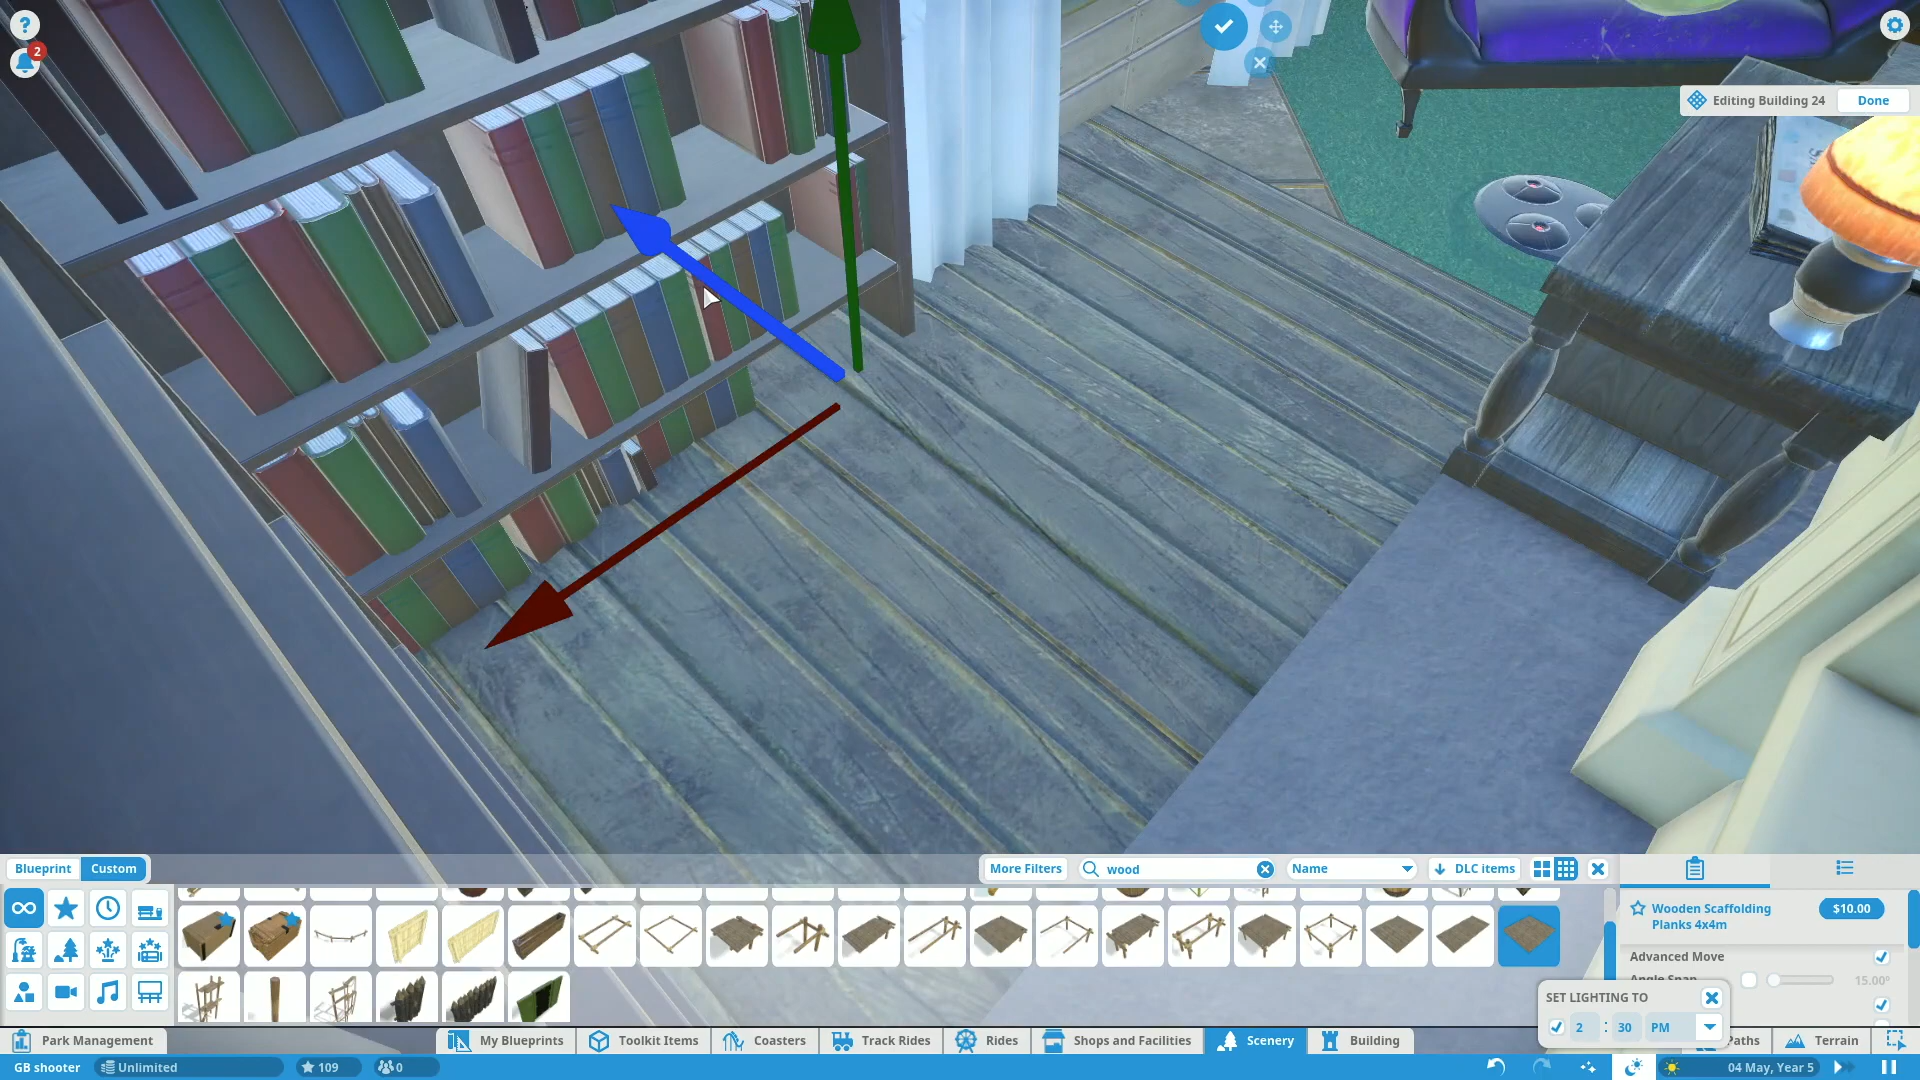 ?
2
Editing Building 24 Done
Blueprint Custom
More Filters wood Name DLC items
Wooden Scaffolding
Planks 4x4m
$10.00
Advanced Move
Angle Snap 15.00°
SET LIGHTING TO
2 : 30 PM
Park Management My Blueprints Toolkit Items Coasters Track Rides Rides Shops and Facilities Scenery Building Paths Terrain
GB shooter Unlimited 109 0 04 May, Year 5